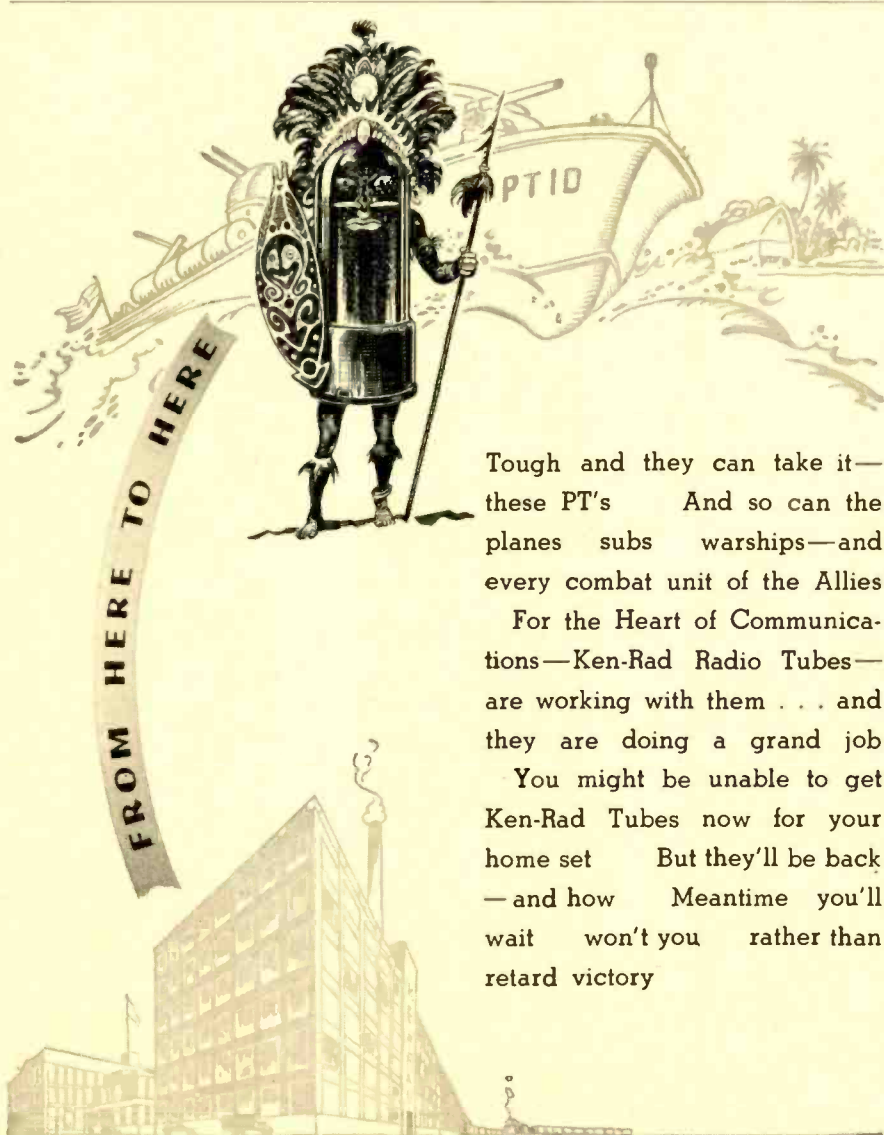 PT10
FROM HERE TO HERE
Tough and they can take it—
these PT's And so can the
planes subs warships—and
every combat unit of the Allies
For the Heart of Communica-
tions—Ken-Rad Radio Tubes—
are working with them . . . and
they are doing a grand job
You might be unable to get
Ken-Rad Tubes now for your
home set But they'll be back
—and how Meantime you'll
wait won't you rather than
retard victory